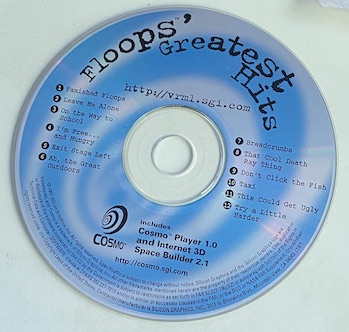 Floops'™ Greatest Hits
http://vrml.sgi.com
1 Famished Floops
2 Leave Me Alone
3 On the Way to
School
4 I'm Free...
and Hungry
5 Exit Stage Left
6 Ah, the Great
Outdoors
7 Breadcrumbs
8 That Cool Death
Ray Thing
9 Don't Click the Fish
10 Taxi
11 This Could Get Ugly
12 Try a Little
Harder
COSMO
includes
Cosmo™ Player 1.0
and Internet 3D
Space Builder 2.1
http://cosmo.sgi.com